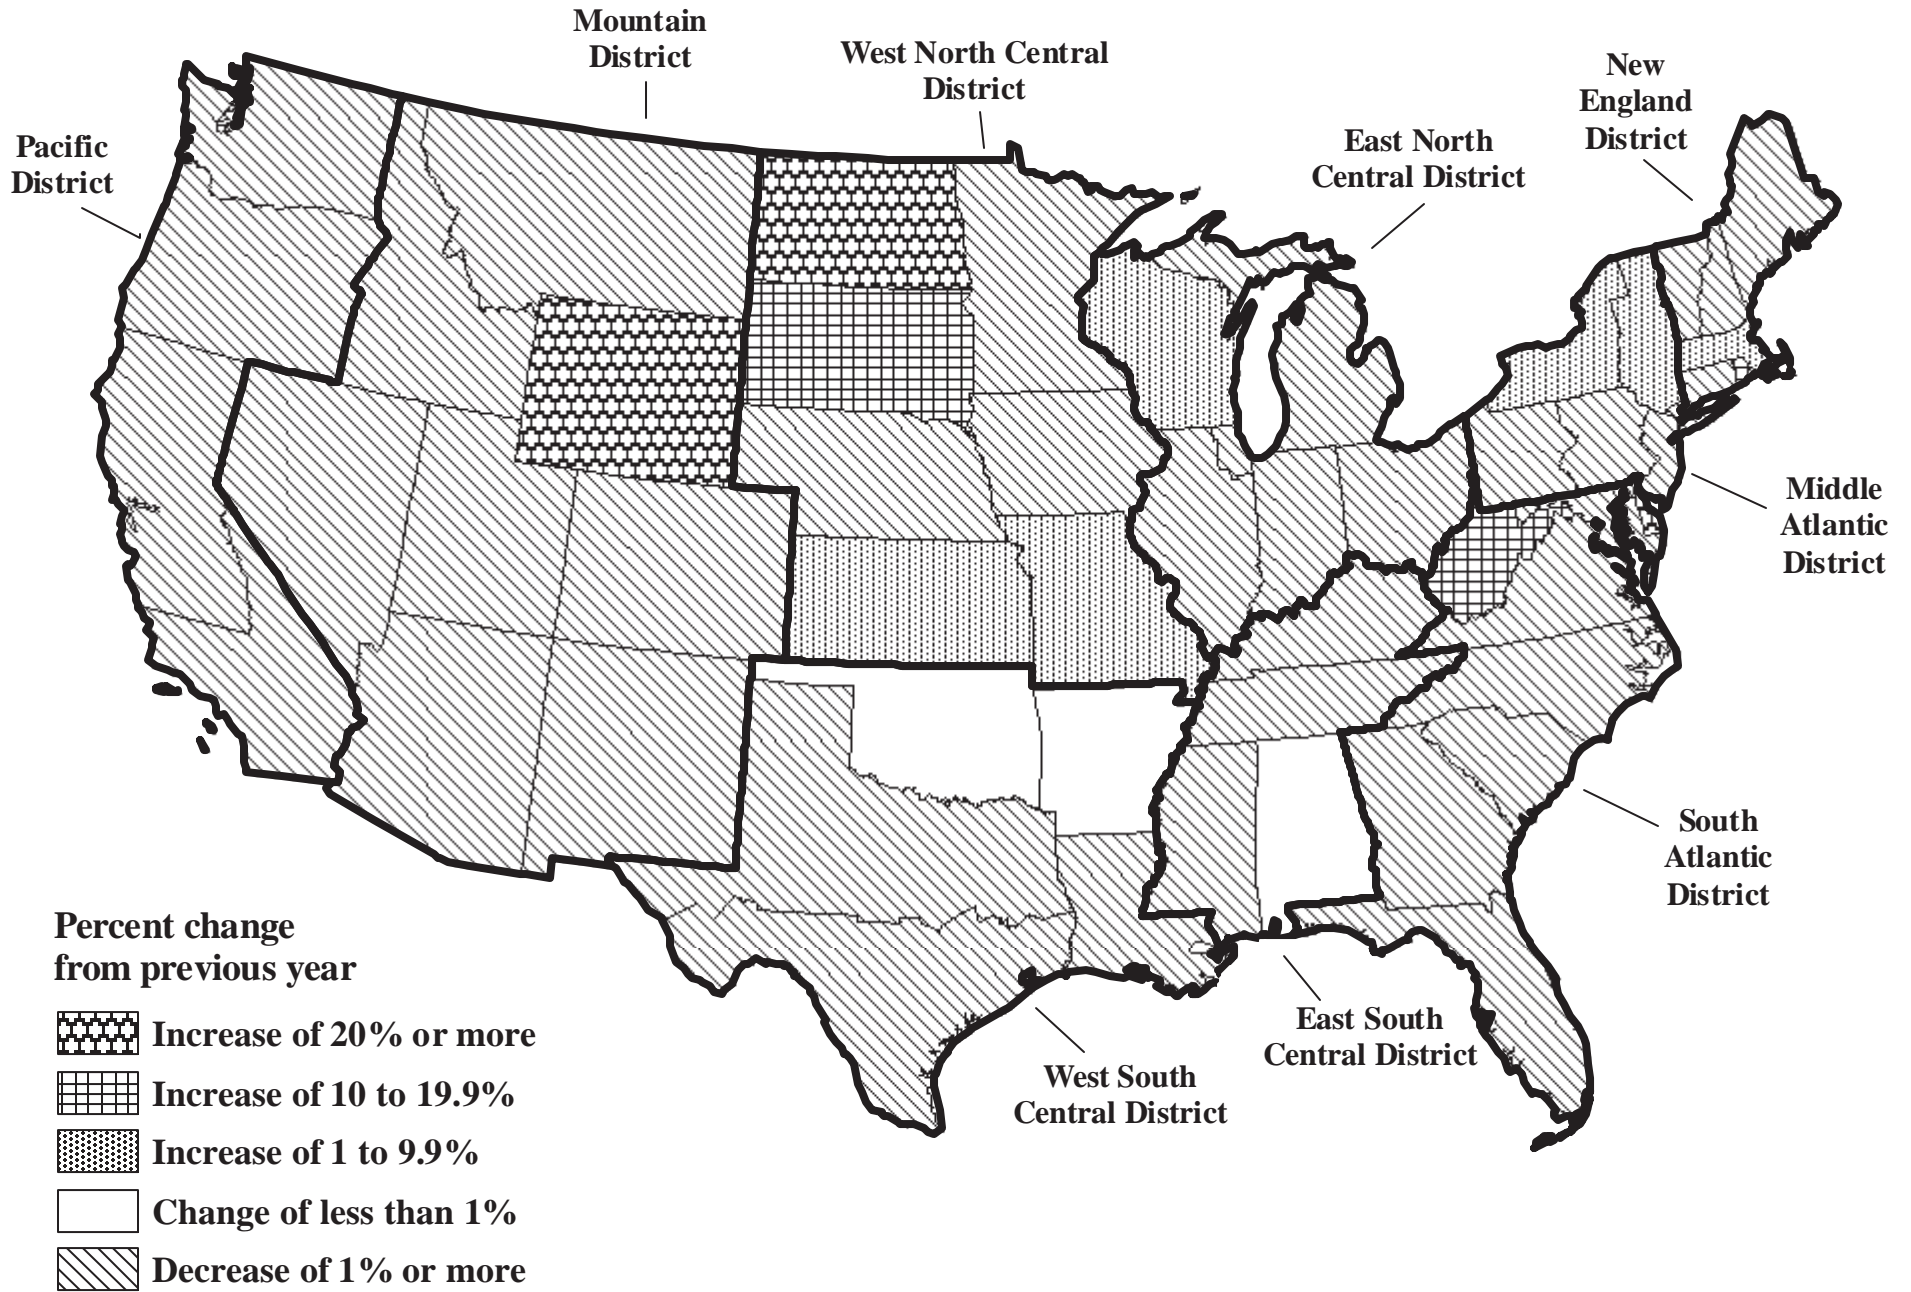 Mountain
District
West North Central
District
New
England
District
East North
Central District
Pacific
District
Middle
Atlantic
District
South
Atlantic
District
East South
Central District
West South
Central District
Percent change
from previous year
Increase of 20% or more
Increase of 10 to 19.9%
Increase of 1 to 9.9%
Change of less than 1%
Decrease of 1% or more